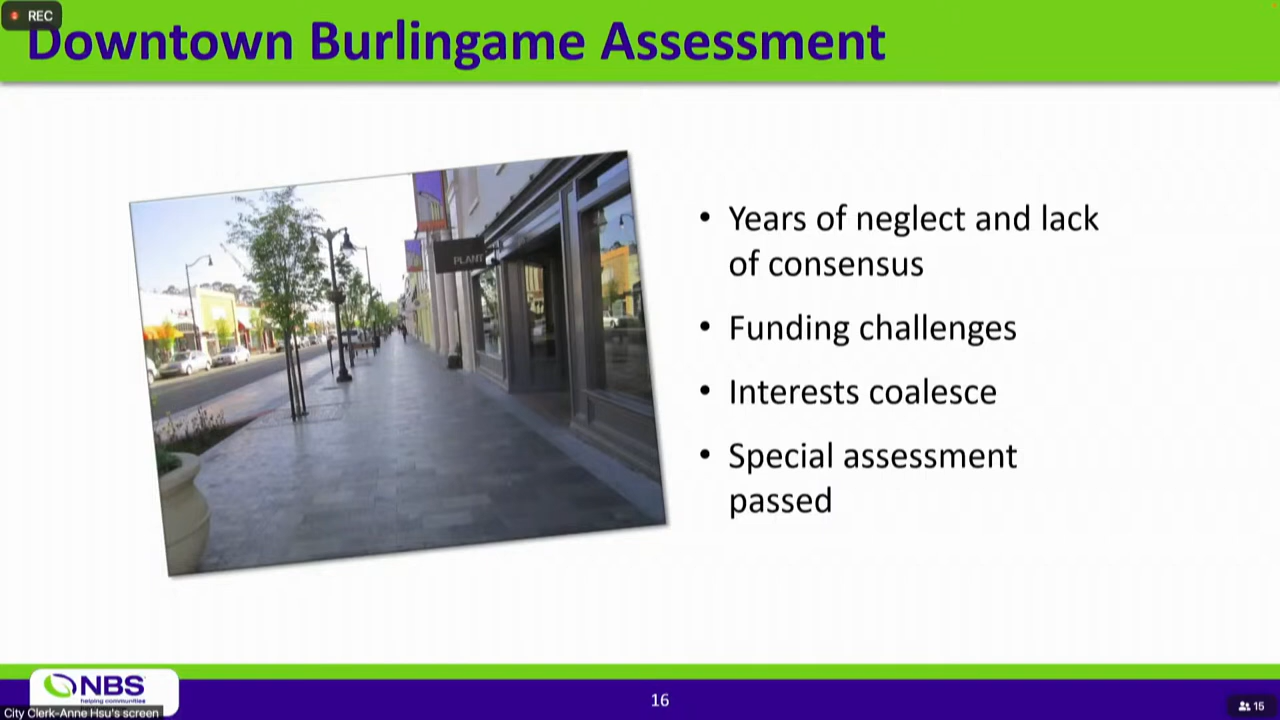 REC
Downtown Burlingame Assessment
PLANT
• Years of neglect and lack
of consensus
• Funding challenges
• Interests coalesce
• Special assessment
passed
NBS
helping communities
16
City Clerk-Anne Hsu's screen
15